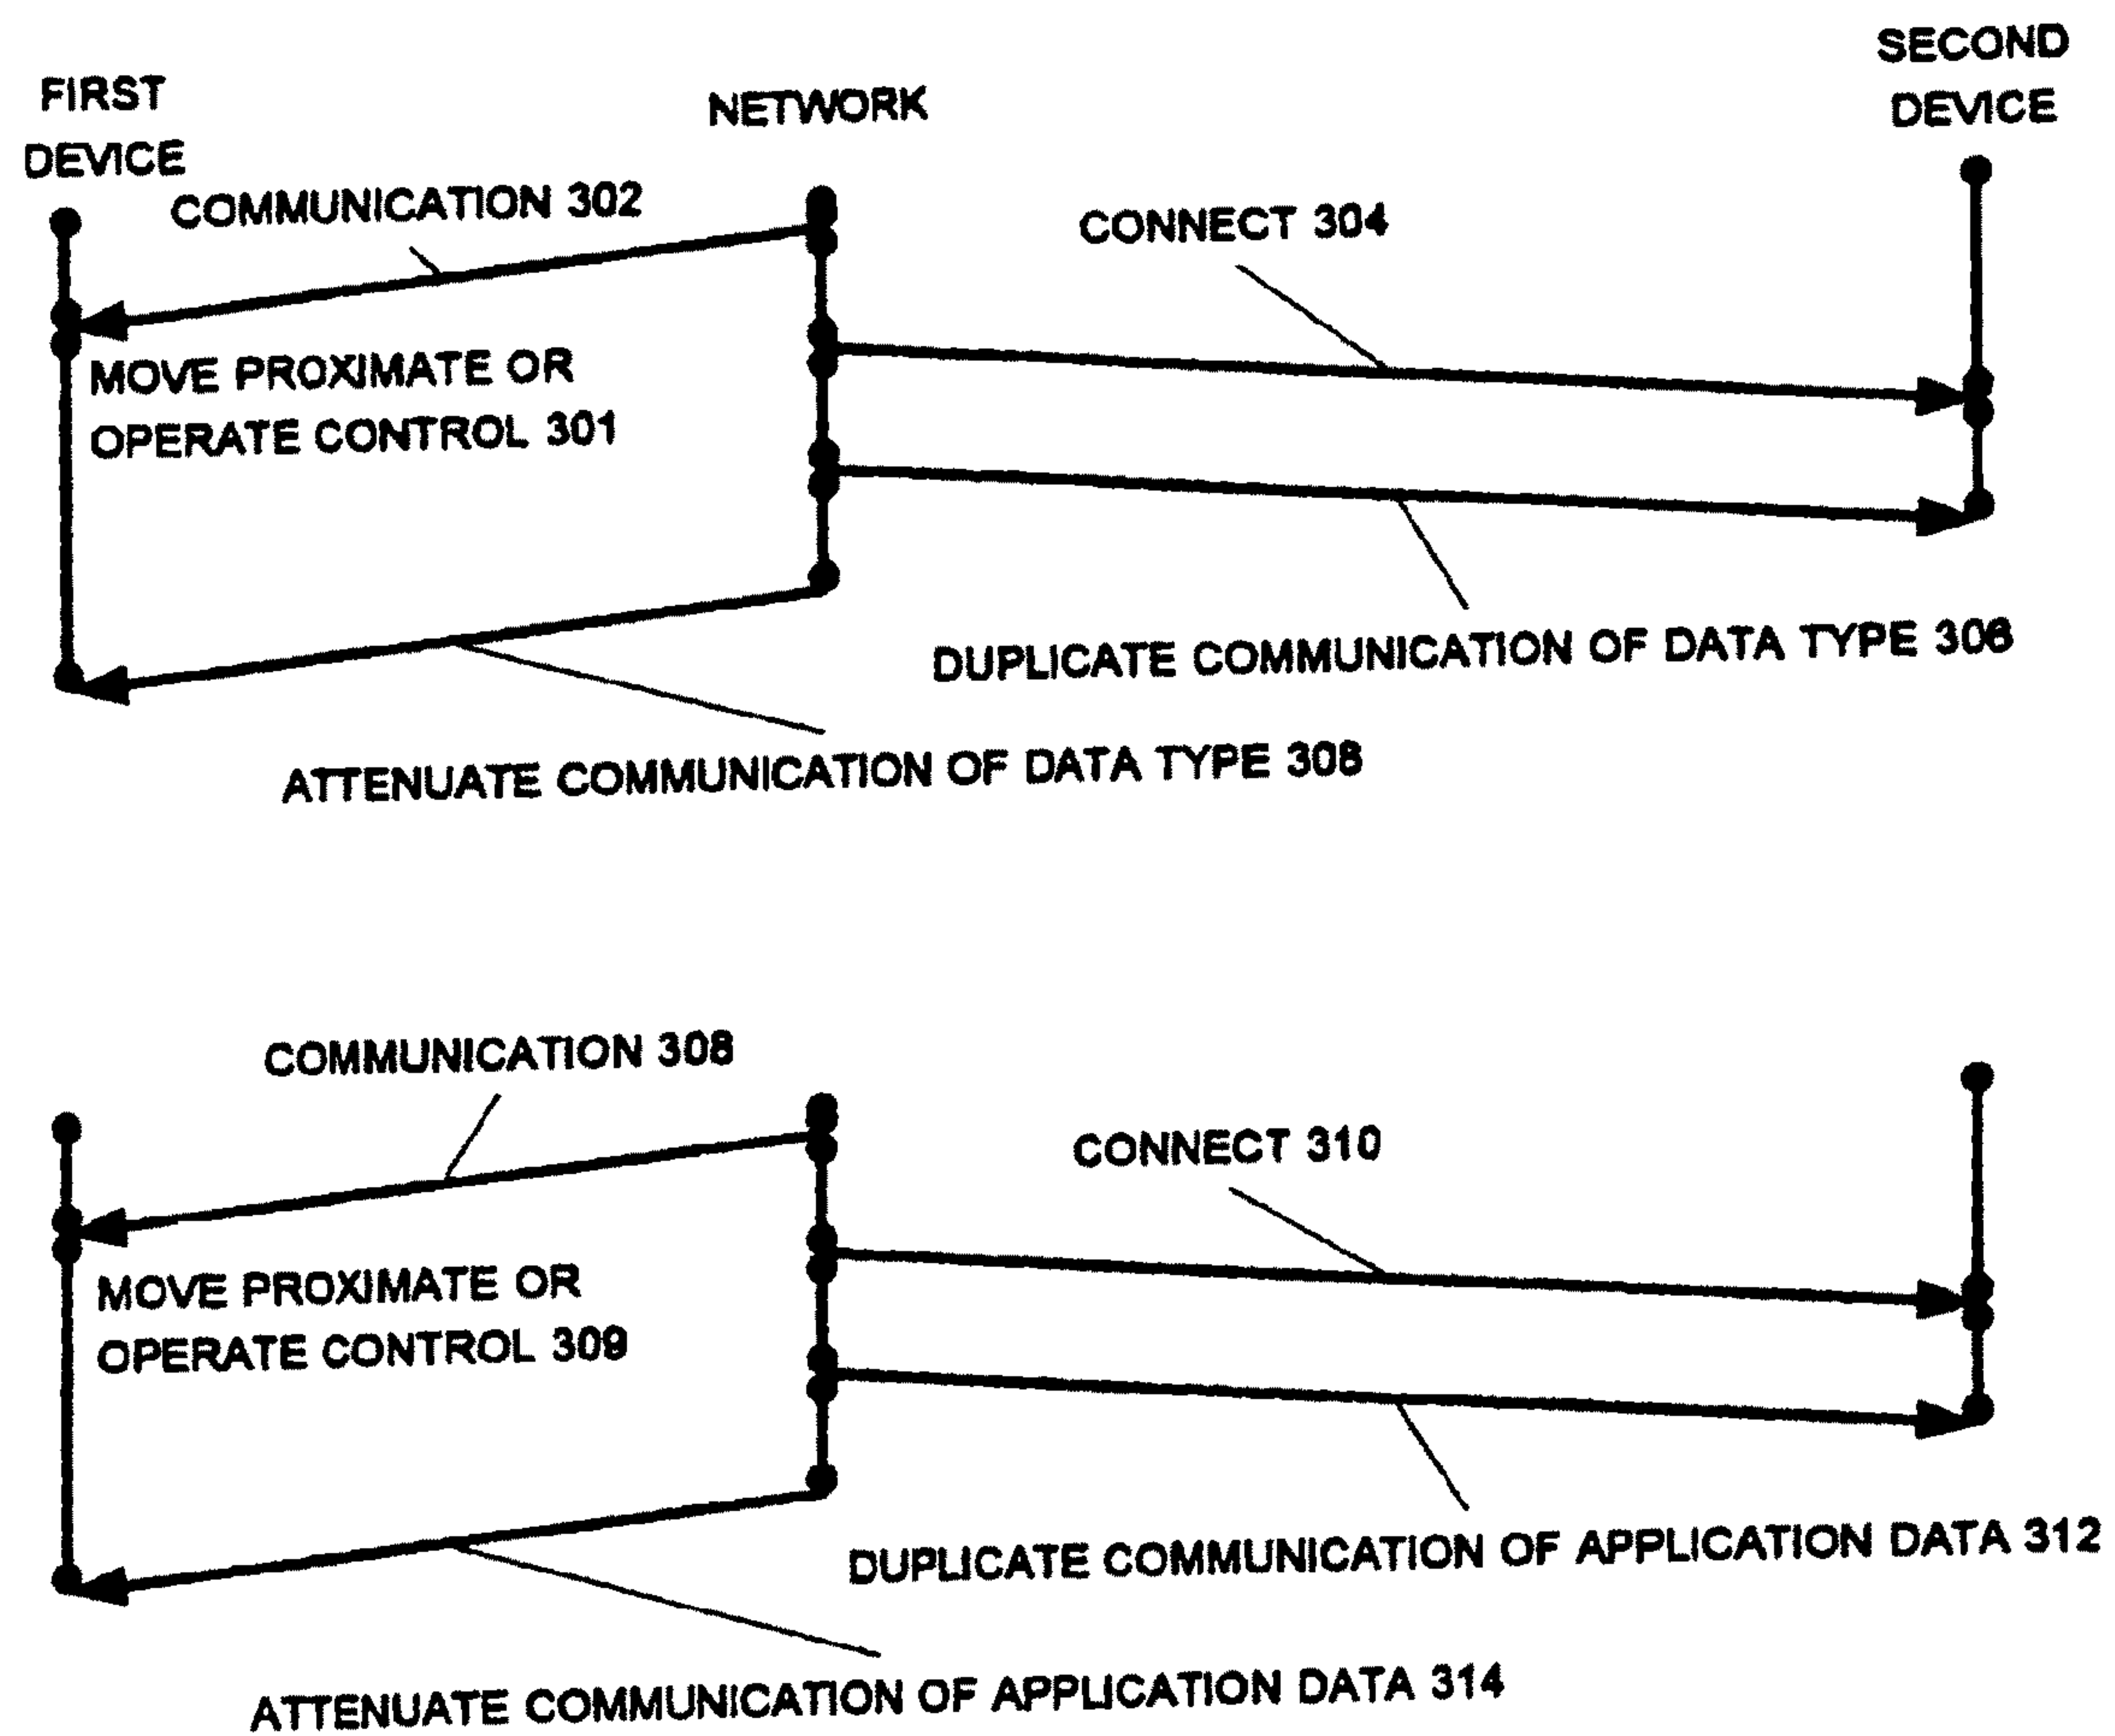 FIRST
DEVICE
NETWORK
SECOND
DEVICE
COMMUNICATION 302
CONNECT 304
MOVE PROXIMATE OR
OPERATE CONTROL 301
DUPLICATE COMMUNICATION OF DATA TYPE 306
ATTENUATE COMMUNICATION OF DATA TYPE 308
COMMUNICATION 308
CONNECT 310
MOVE PROXIMATE OR
OPERATE CONTROL 309
DUPLICATE COMMUNICATION OF APPLICATION DATA 312
ATTENUATE COMMUNICATION OF APPLICATION DATA 314